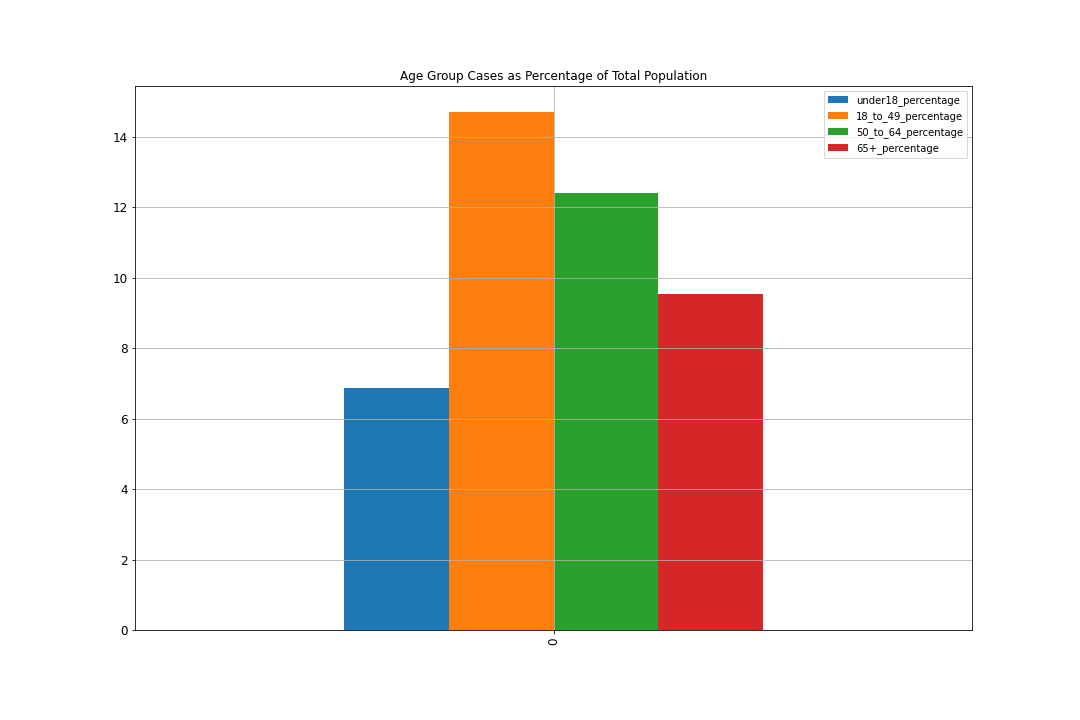 Age Group Cases as Percentage of Total Population
under18_percentage
18_to_49_percentage
50_to_64_percentage
65+_percentage
14
12
10
8
6
4
2
0
0